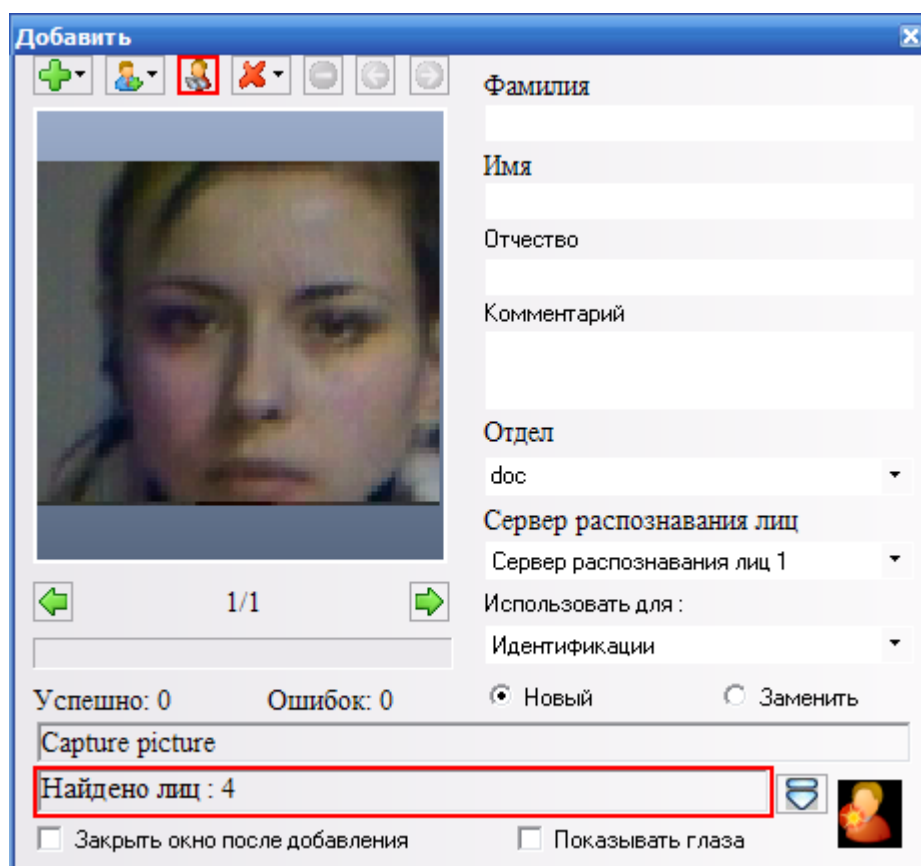 Добавить
Фамилия
Имя
Отчество
Комментарий
Отдел
doc
Сервер распознавания лиц
Сервер распознавания лиц 1
1/1
Использовать для :
Идентификации
Успешно: 0 Ошибок: 0
Новый Заменить
Capture picture
Найдено лиц : 4
Закрыть окно после добавления Показывать глаза